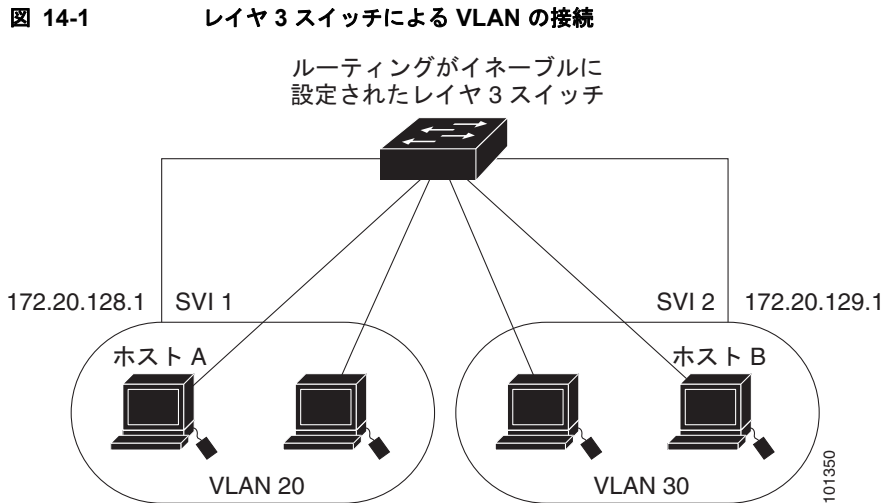 図 14-1 レイヤ 3 スイッチによる VLAN の接続
ルーティングがイネーブルに
設定されたレイヤ 3 スイッチ
172.20.128.1 SVI 1 SVI 2 172.20.129.1
ホスト A ホスト B
VLAN 20 VLAN 30
101350